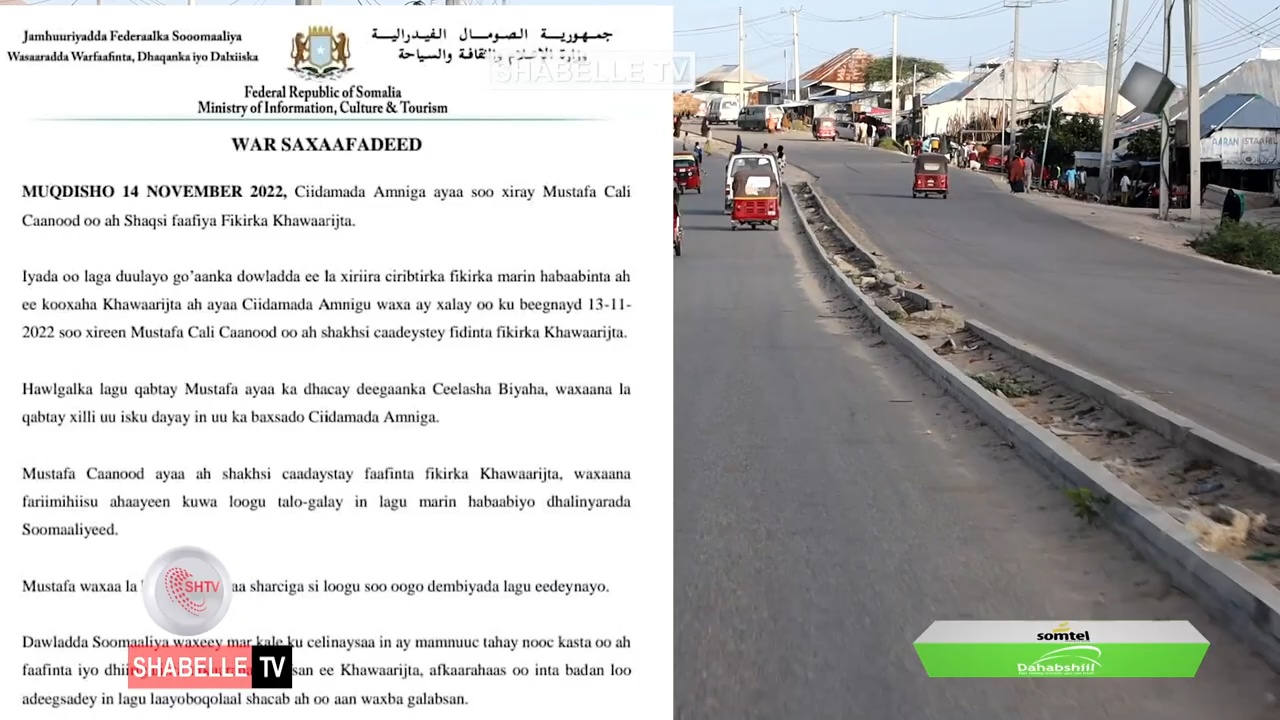 Jamhuuriyadda Federaalka Sooomaaliya
Wasaaradda Warfaafinta, Dhaqanka iyo Dalxiiska
جمهورية الصومال الفيدرالية
وزارة الإعلام والثقافة والسياحة
SHABELLE TV
Federal Republic of Somalia
Ministry of Information, Culture & Tourism
WAR SAXAAFADEED
MUQDISHO 14 NOVEMBER 2022, Ciidamada Amniga ayaa soo xiray Mustafa Cali
Caanood oo ah Shaqsi faafiya Fikirka Khawaarijta.
Iyada oo laga duulayo go’aanka dowladda ee la xiriira ciribtirka fikirka marin habaabinta ah
ee kooxaha Khawaarijta ah ayaa Ciidamada Amnigu waxa ay xalay oo ku beegnayd 13-11-
2022 soo xireen Mustafa Cali Caanood oo ah shakhsi caadeystey fidinta fikirka Khawaarijta.
Hawlgalka lagu qabtay Mustafa ayaa ka dhacay deegaanka Ceelasha Biyaha, waxaana la
qabtay xilli uu isku dayay in uu ka baxsado Ciidamada Amniga.
Mustafa Caanood ayaa ah shakhsi caadaystay faafinta fikirka Khawaarijta, waxaana
fariimihiisu ahaayeen kuwa loogu talo-galay in lagu marin habaabiyo dhalinyarada
Soomaaliyeed.
Mustafa waxaa la aa sharciga si loogu soo oogo dembiyada lagu eedeynayo.
SHTV
Dawladda Soomaaliya waxeey mar kale ku celinaysaa in ay mamnuuc tahay nooc kasta oo ah
faafinta iyo san ee Khawaarijta, afkaarahaas oo inta badan loo
adeegsadey in lagu laayoboqolaal shacab ah oo aan waxba galabsan.
SHABELLE TV
AARAN ISTAAHIL
somtel
Dahabshiil